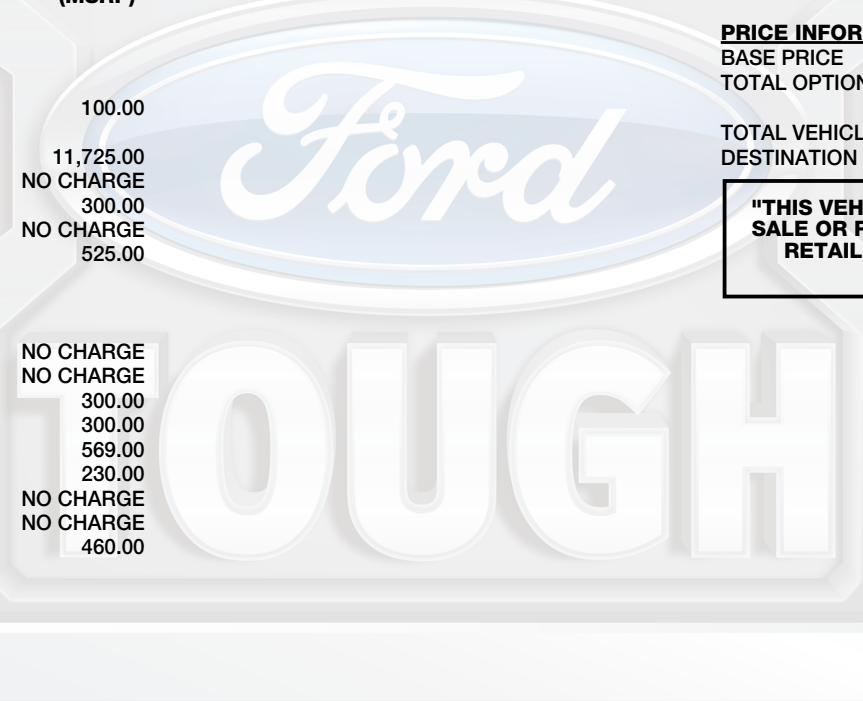 (MSRP)
100.00
11,725.00
NO CHARGE
300.00
NO CHARGE
525.00
NO CHARGE
NO CHARGE
300.00
300.00
569.00
230.00
NO CHARGE
NO CHARGE
460.00
PRICE INFOR
BASE PRICE
TOTAL OPTION
TOTAL VEHICL
DESTINATION
"THIS VEH
SALE OR
RETAIL
Ford
TOUGH